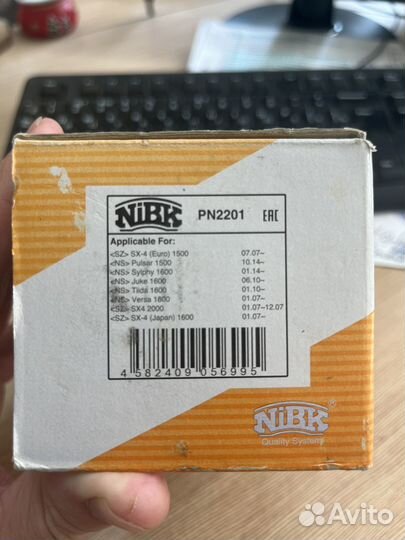 NiBK PN2201 EAC
Applicable For:
<SZ> SX-4 (Euro) 1500 07.07~
<NS> Pulsar 1500 10.14~
<NS> Sylphy 1600 01.14~
<NS> Juke 1600 06.10~
<NS> Tiida 1600 01.10~
<NS> Versa 1800 01.07~
<SZ> SX4 2000 01.07~12.07
<SZ> SX-4 (Japan) 1600 01.07~
4 582409 056995
NiBK ®
Quality System
Avito